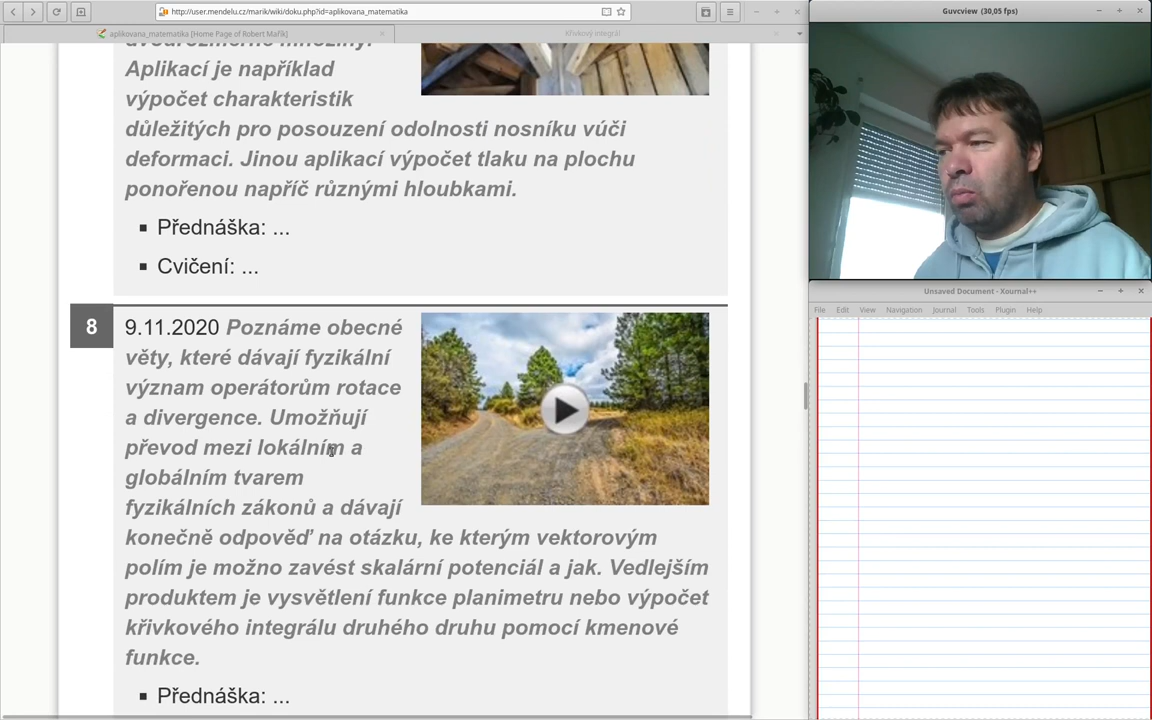 http://user.mendelu.cz/marik/wiki/doku.php?id=aplikovana_matematika
aplikovana_matematika [Home Page of Robert Mařík]
Křivkový integrál
Aplikací je například
výpočet charakteristik
důležitých pro posouzení odolnosti nosníku vúči
deformaci. Jinou aplikací výpočet tlaku na plochu
ponořenou napříč různými hloubkami.
Přednáška: ...
Cvičení: ...
8
9.11.2020 Poznáme obecné
věty, které dávají fyzikální
význam operátorům rotace
a divergence. Umožňují
převod mezi lokálním a
globálním tvarem
fyzikálních zákonů a dávají
konečně odpověď na otázku, ke kterým vektorovým
polím je možno zavést skalární potenciál a jak. Vedlejším
produktem je vysvětlení funkce planimetru nebo výpočet
křivkového integrálu druhého druhu pomocí kmenové
funkce.
Přednáška: ...
Guvcview (30,05 fps)
Unsaved Document - Xournal++
File Edit View Navigation Journal Tools Plugin Help